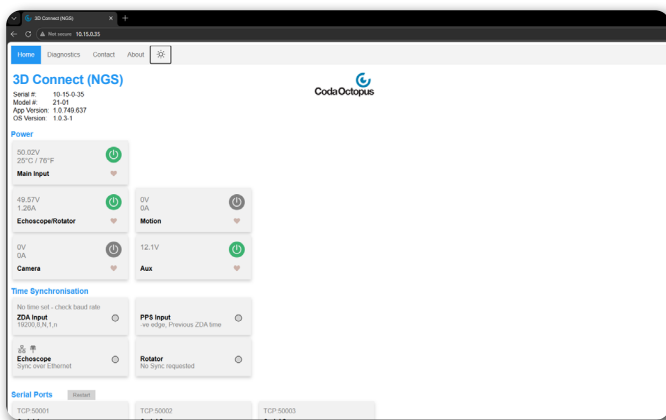 3D Connect (NGS)
Not secure 10.15.0.35
Home Diagnostics Contact About
3D Connect (NGS)
Serial #: 10-15-0-35
Model #: 21-01
App Version: 1.0.749.637
OS Version: 1.0.3-1
CodaOctopus
Power
50.02V
25°C / 76°F
Main Input
49.57V
1.26A
Echoscope/Rotator
0V
0A
Motion
0V
0A
Camera
12.1V
Aux
Time Synchronisation
No time set - check baud rate
ZDA Input
19200,8,N,1,n
PPS Input
-ve edge, Previous ZDA time
Echoscope
Sync over Ethernet
Rotator
No Sync requested
Serial Ports Restart
TCP:50001
TCP:50002
TCP:50003